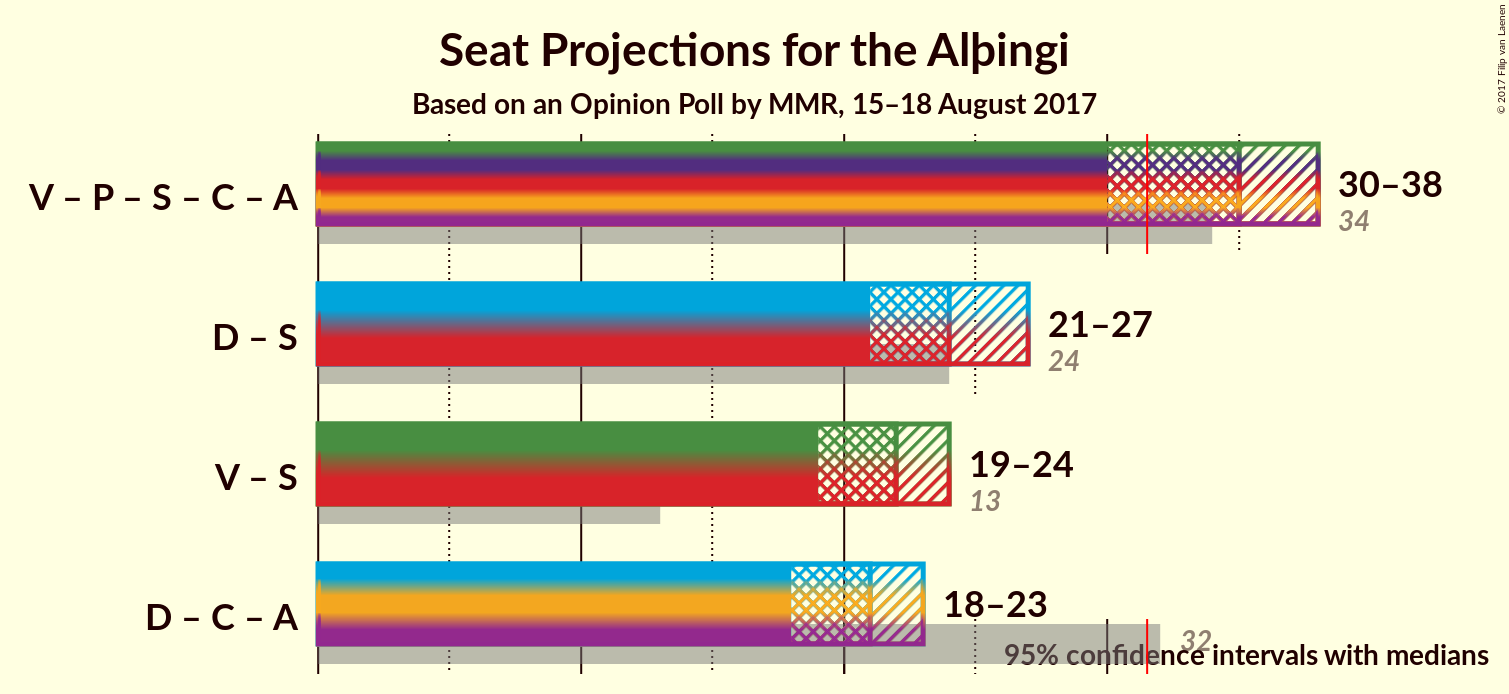 Seat Projections for the Alþingi
Based on an Opinion Poll by MMR, 15–18 August 2017
© 2017 Filip van Laenen
V – P – S – C – A
30–38
34
D – S
21–27
24
V – S
19–24
13
D – C – A
18–23
32
95% confidence intervals with medians